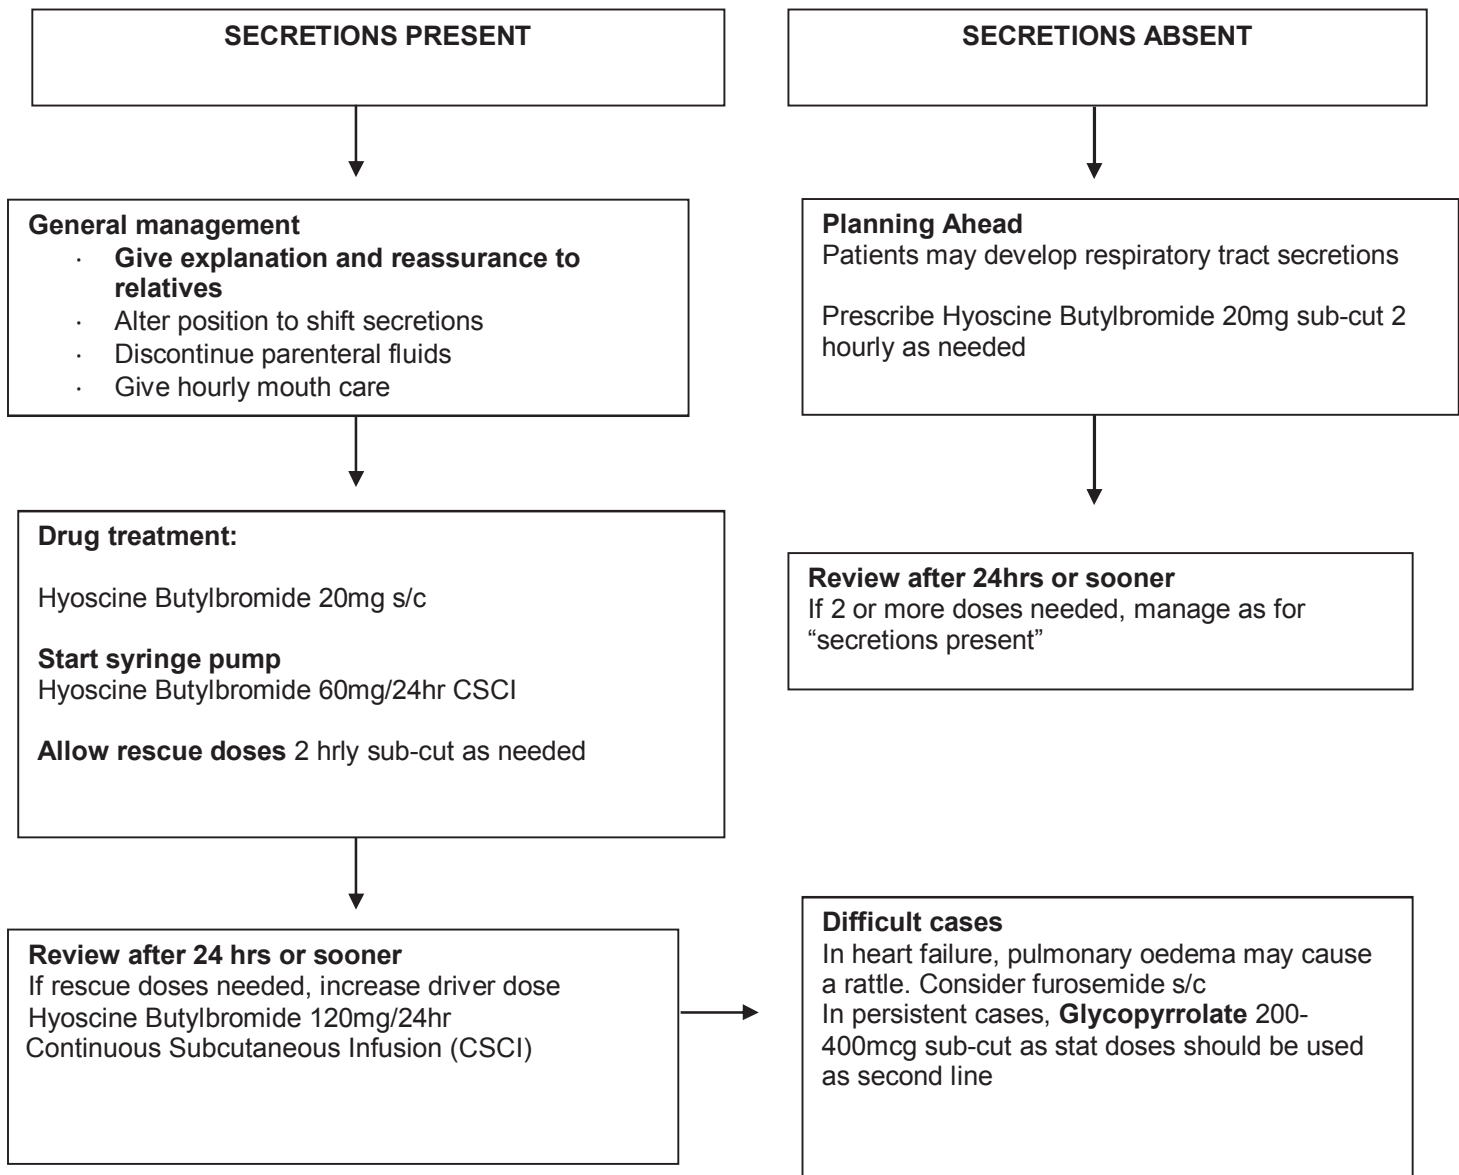 SECRETIONS PRESENT
SECRETIONS ABSENT
General management
· Give explanation and reassurance to
relatives
· Alter position to shift secretions
· Discontinue parenteral fluids
· Give hourly mouth care
Planning Ahead
Patients may develop respiratory tract secretions
Prescribe Hyoscine Butylbromide 20mg sub-cut 2
hourly as needed
Drug treatment:
Hyoscine Butylbromide 20mg s/c
Start syringe pump
Hyoscine Butylbromide 60mg/24hr CSCI
Allow rescue doses 2 hrly sub-cut as needed
Review after 24hrs or sooner
If 2 or more doses needed, manage as for
“secretions present”
Review after 24 hrs or sooner
If rescue doses needed, increase driver dose
Hyoscine Butylbromide 120mg/24hr
Continuous Subcutaneous Infusion (CSCI)
Difficult cases
In heart failure, pulmonary oedema may cause
a rattle. Consider furosemide s/c
In persistent cases, Glycopyrrolate 200-
400mcg sub-cut as stat doses should be used
as second line